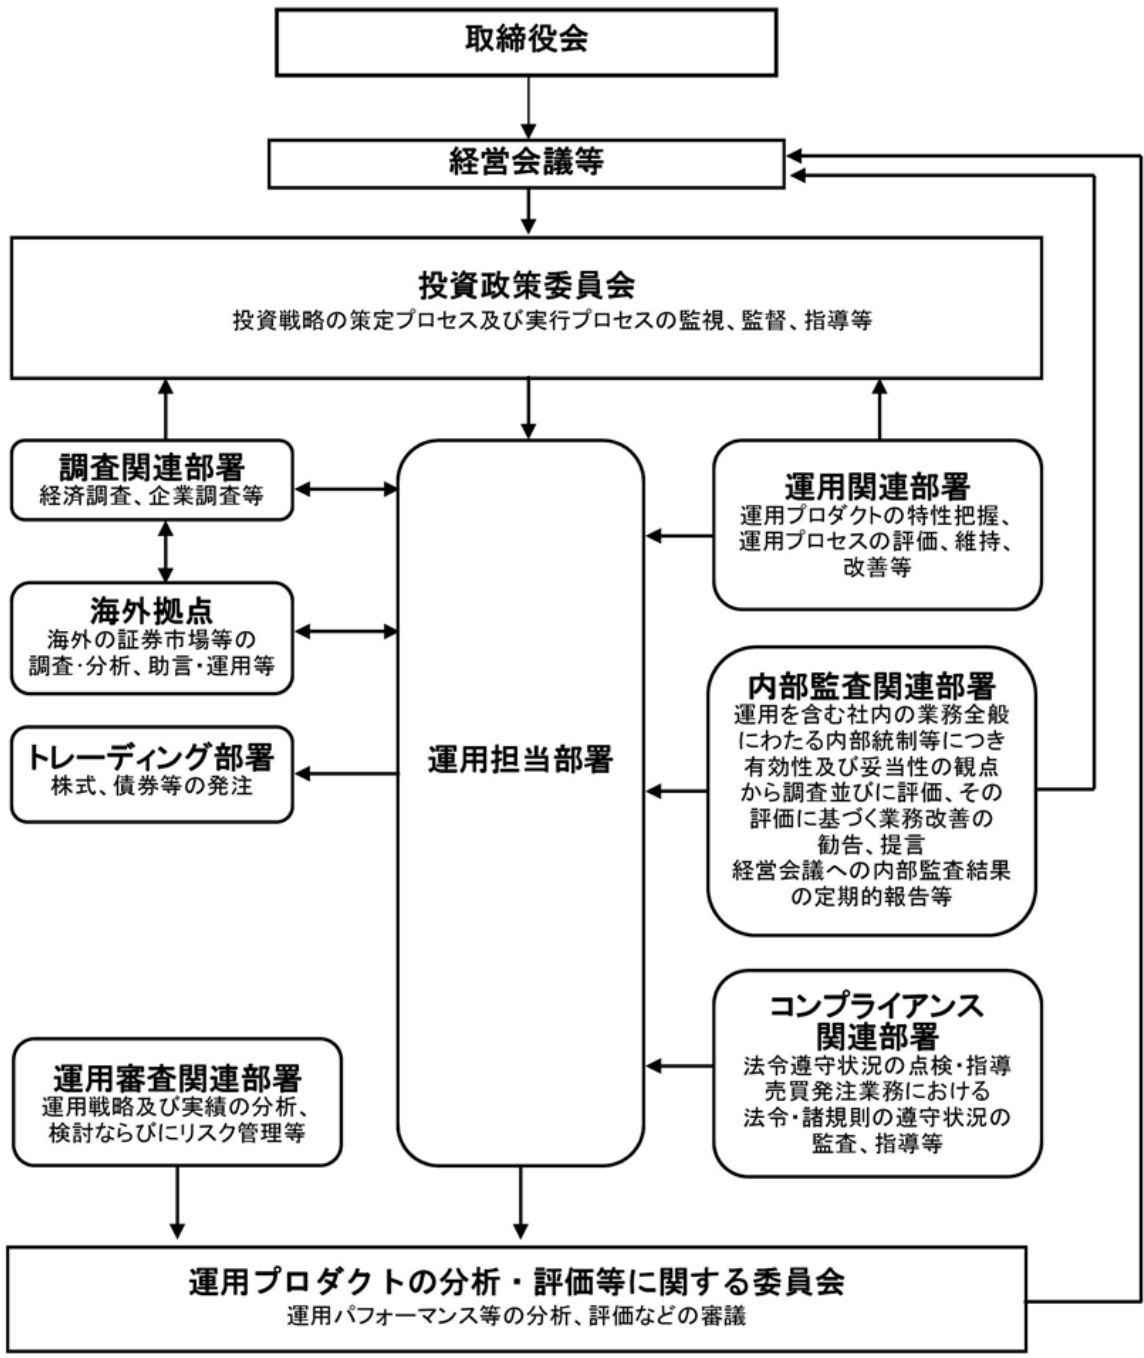 取締役会
経営会議等
投資政策委員会
投資戦略の策定プロセス及び実行プロセスの監視、監督、指導等
調査関連部署
経済調査、企業調査等
海外拠点
海外の証券市場等の
調査・分析、助言・運用等
トレーディング部署
株式、債券等の発注
運用担当部署
運用関連部署
運用プロダクトの特性把握、
運用プロセスの評価、維持、
改善等
内部監査関連部署
運用を含む社内の業務全般
にわたる内部統制等につき
有効性及び妥当性の観点
から調査並びに評価、その
評価に基づく業務改善の
勧告、提言
経営会議への内部監査結果
の定期的報告等
コンプライアンス
関連部署
法令遵守状況の点検・指導
売買発注業務における
法令・諸規則の遵守状況の
監査、指導等
運用審査関連部署
運用戦略及び実績の分析、
検討ならびにリスク管理等
運用プロダクトの分析・評価等に関する委員会
運用パフォーマンス等の分析、評価などの審議